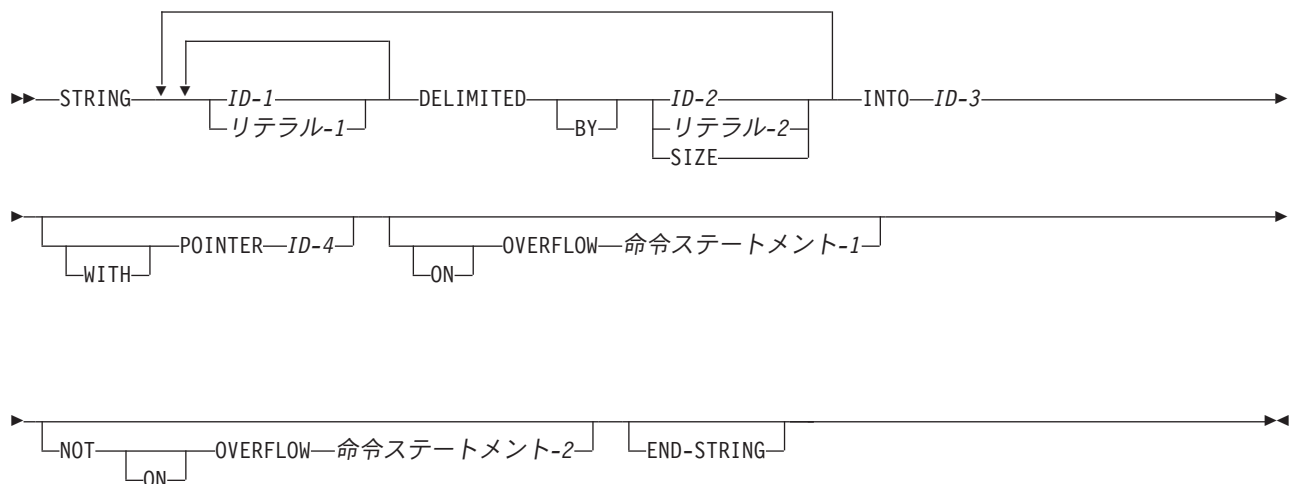 STRING ID-1 DELIMITED ID-2 INTO ID-3
リテラル-1 BY リテラル-2
SIZE
POINTER ID-4 OVERFLOW 命令ステートメント-1
WITH ON
NOT OVERFLOW 命令ステートメント-2 END-STRING
ON